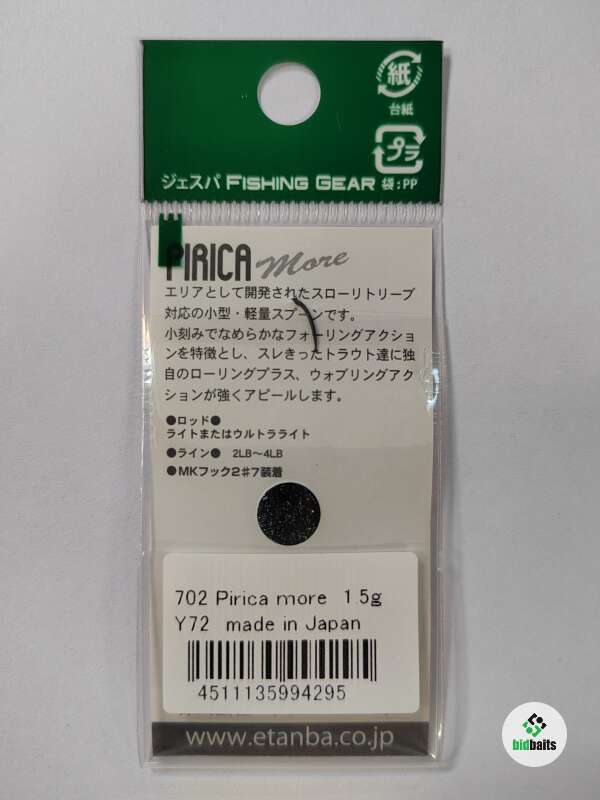 紙
台紙
プラ
ジェスパ FISHING GEAR 袋:PP
PIRICA more
エリアとして開発されたスローリトリーブ
対応の小型・軽量スプーンです。
小刻みでなめらかなフォーリングアクショ
ンを特徴とし、スレきったトラウト達に独
自のローリングプラス、ウォブリングアク
ションが強くアピールします。
●ロッド●
ライトまたはウルトラライト
●ライン● 2LB〜4LB
●MKフック2♯7装着
702 Pirica more 1.5g
Y72 made in Japan
4511135994295
www.etanba.co.jp
bidbaits